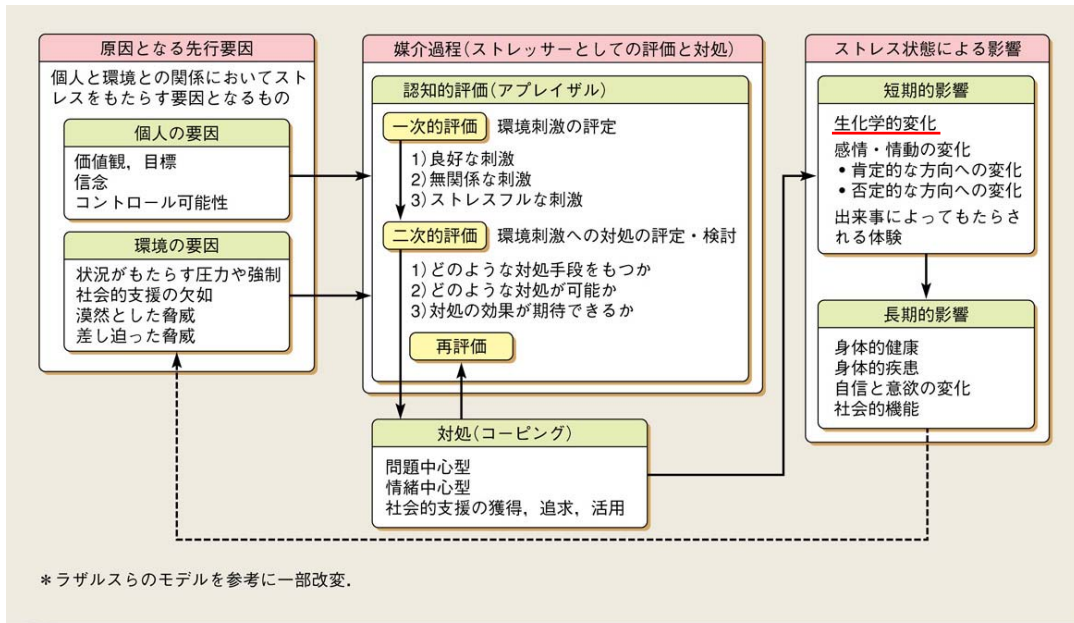 原因となる先行要因
個人と環境との関係においてスト
レスをもたらす要因となるもの
個人の要因
価値観，目標
信念
コントロール可能性
環境の要因
状況がもたらす圧力や強制
社会的支援の欠如
漠然とした脅威
差し迫った脅威
媒介過程（ストレッサーとしての評価と対処）
認知的評価（アプレイザル）
一次的評価 環境刺激の評定
1）良好な刺激
2）無関係な刺激
3）ストレスフルな刺激
二次的評価 環境刺激への対処の評定・検討
1）どのような対処手段をもつか
2）どのような対処が可能か
3）対処の効果が期待できるか
再評価
対処（コーピング）
問題中心型
情緒中心型
社会的支援の獲得，追求，活用
ストレス状態による影響
短期的影響
生化学的変化
感情・情動の変化
•肯定的な方向への変化
•否定的な方向への変化
出来事によってもたらさ
れる体験
長期的影響
身体的健康
身体的疾患
自信と意欲の変化
社会的機能
＊ラザルスらのモデルを参考に一部改変．